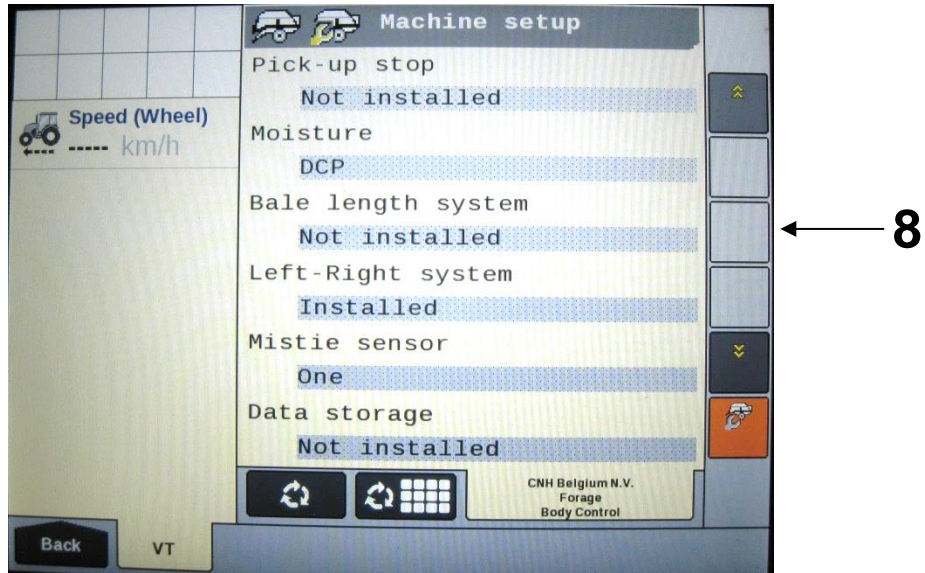 Machine setup
Pick-up stop
Not installed
Speed (Wheel)
----- km/h
Moisture
DCP
Bale length system
Not installed
8
Left-Right system
Installed
Mistie sensor
One
Data storage
Not installed
CNH Belgium N.V.
Forage
Body Control
Back
VT